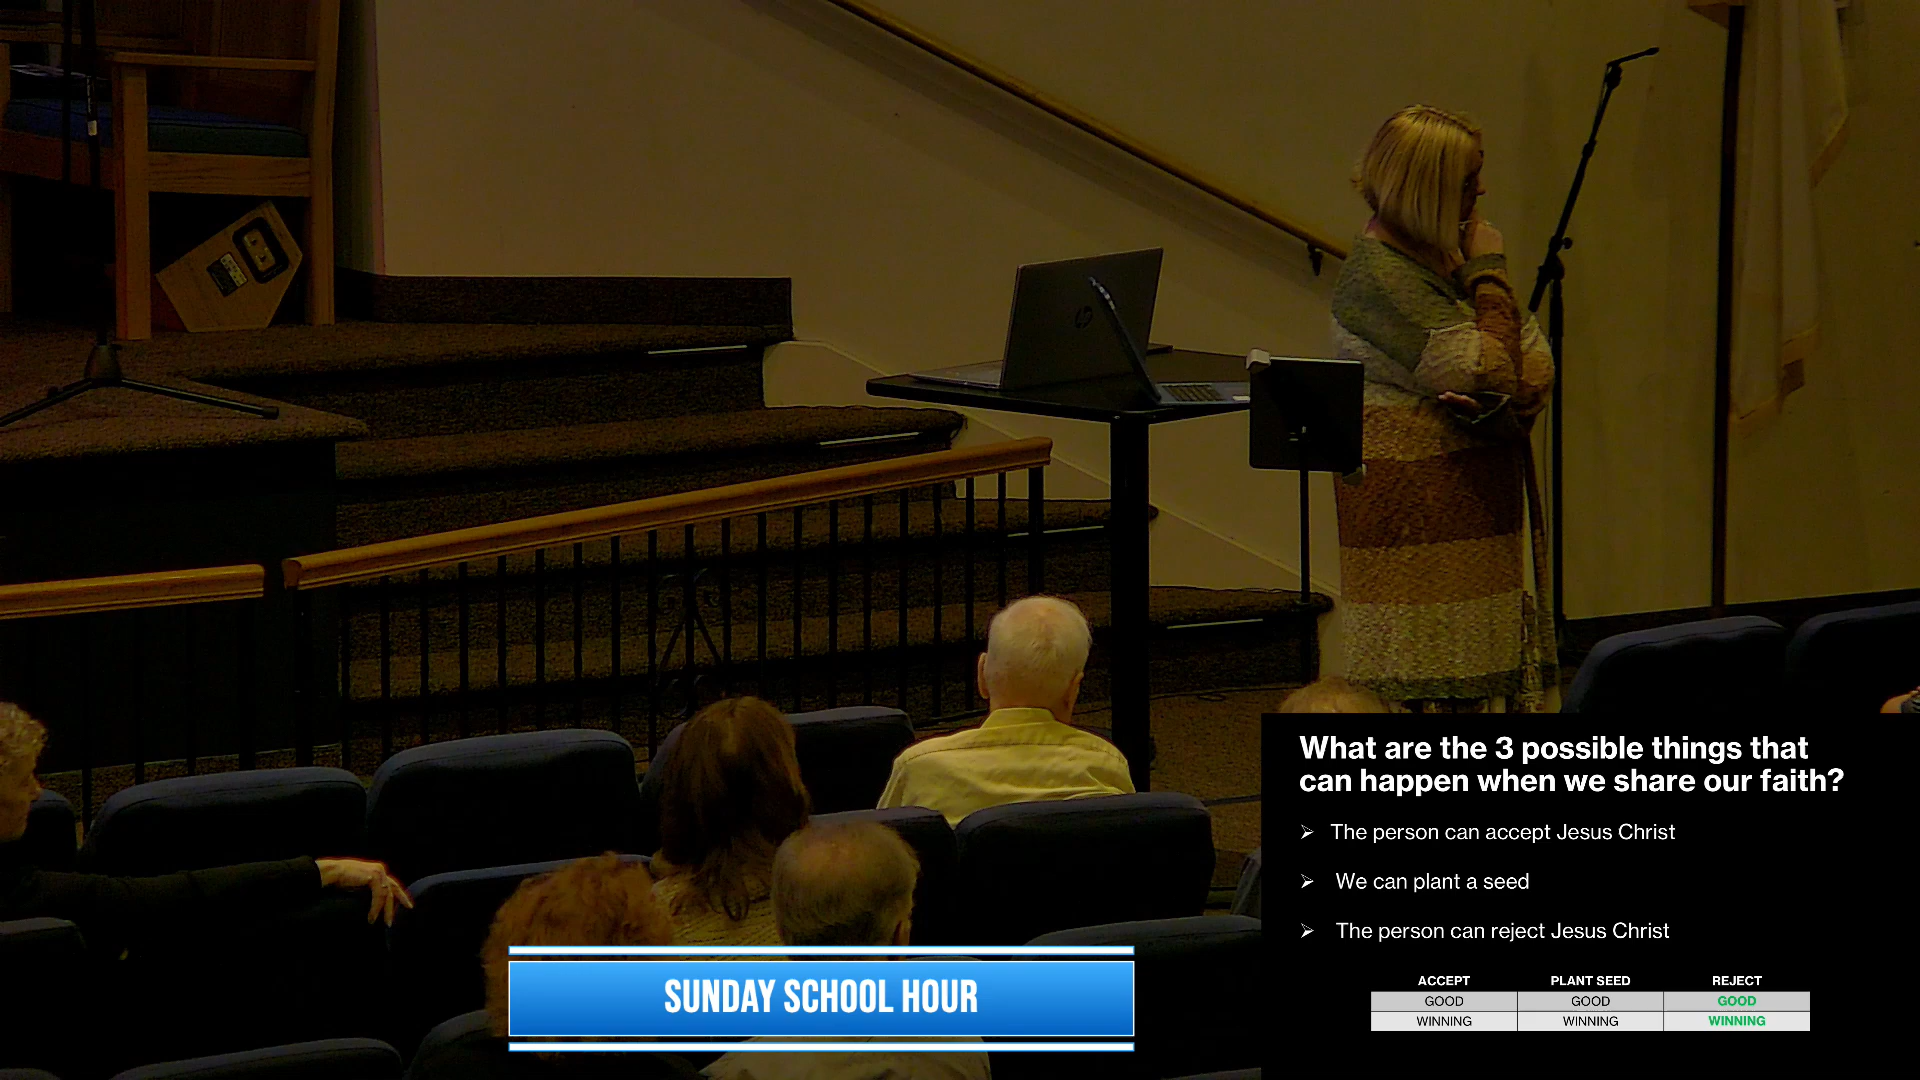 What are the 3 possible things that
can happen when we share our faith?
The person can accept Jesus Christ
We can plant a seed
The person can reject Jesus Christ
ACCEPT PLANT SEED REJECT
GOOD GOOD GOOD
WINNING WINNING WINNING
SUNDAY SCHOOL HOUR
hp